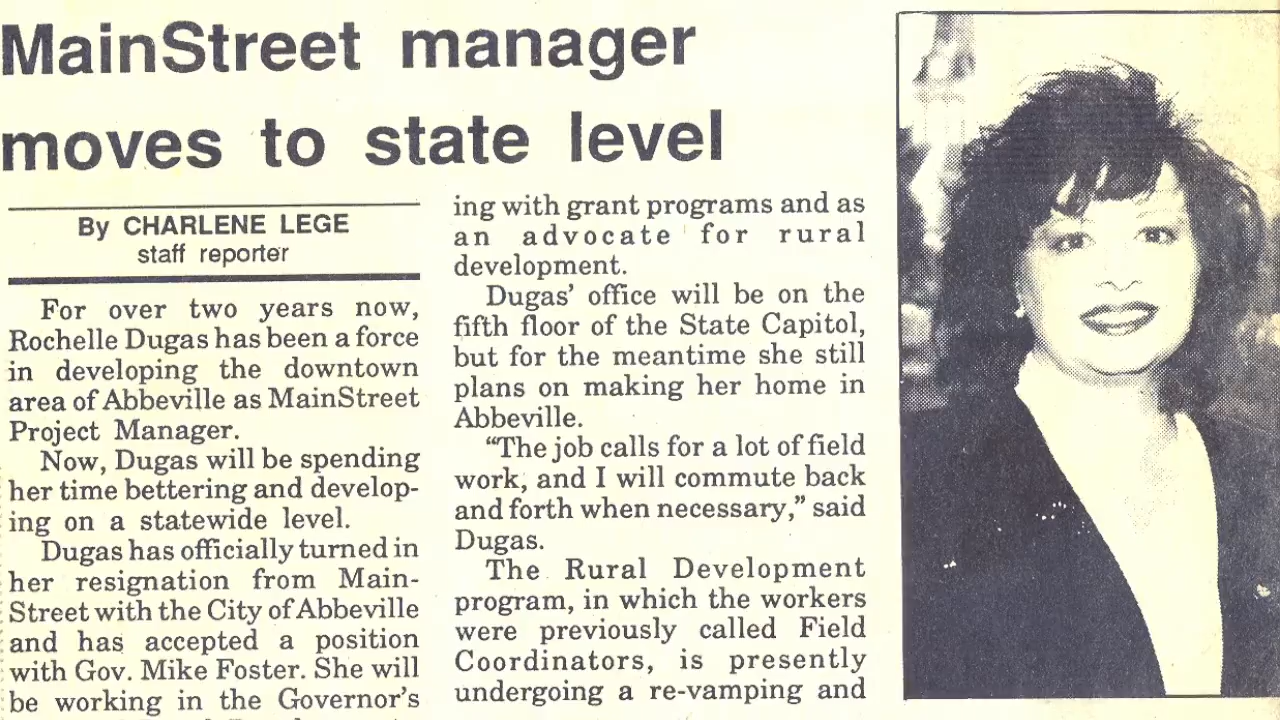 MainStreet manager
moves to state level
By CHARLENE LEGE
staff reporter
For over two years now,
Rochelle Dugas has been a force
in developing the downtown
area of Abbeville as MainStreet
Project Manager.
Now, Dugas will be spending
her time bettering and develop-
ing on a statewide level.
Dugas has officially turned in
her resignation from Main-
Street with the City of Abbeville
and has accepted a position
with Gov. Mike Foster. She will
be working in the Governor's
ing with grant programs and as
an advocate for rural
development.
Dugas' office will be on the
fifth floor of the State Capitol,
but for the meantime she still
plans on making her home in
Abbeville.
“The job calls for a lot of field
work, and I will commute back
and forth when necessary,” said
Dugas.
The Rural Development
program, in which the workers
were previously called Field
Coordinators, is presently
undergoing a re-vamping and